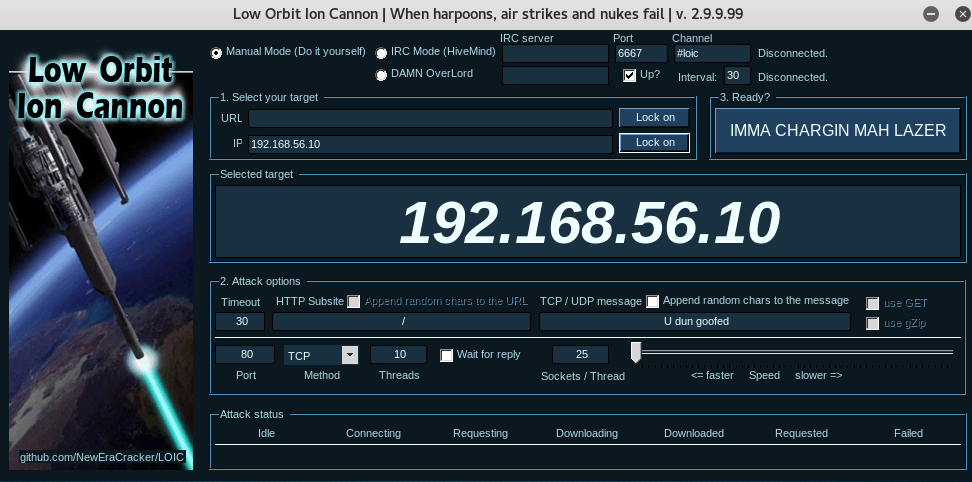 Low Orbit Ion Cannon | When harpoons, air strikes and nukes fail | v. 2.9.9.99
Low Orbit
Ion Cannon
github.com/NewEraCracker/LOIC
IRC server Port Channel
Manual Mode (Do it yourself) IRC Mode (HiveMind) 6667 #loic Disconnected.
DAMN OverLord Up? Interval: 30 Disconnected.
1. Select your target
URL Lock on
IP 192.168.56.10 Lock on
3. Ready?
IMMA CHARGIN MAH LAZER
Selected target
192.168.56.10
2. Attack options
Timeout HTTP Subsite Append random chars to the URL TCP / UDP message Append random chars to the message use GET
30 / U dun goofed use gZip
80 TCP 10 Wait for reply 25
Port Method Threads Sockets / Thread <= faster Speed slower =>
Attack status
Idle Connecting Requesting Downloading Downloaded Requested Failed